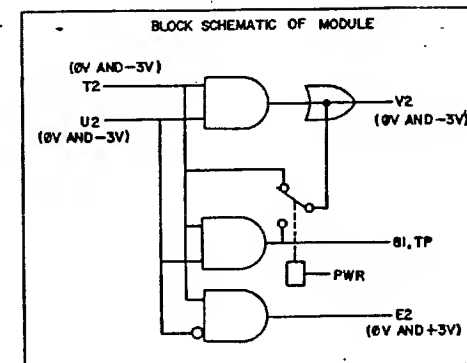 BLOCK SCHEMATIC OF MODULE
(0V AND-3V)
T2
V2
U2
(0V AND-3V)
(0V AND-3V)
B1,TP
PWR
E2
(0V AND+3V)